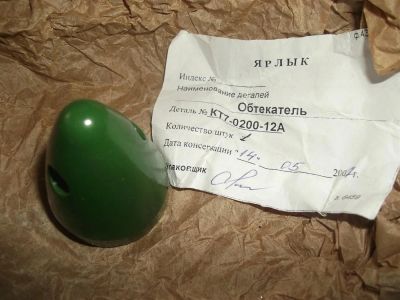 ЯРЛЫК
Индекс №
Наименование деталей
Обтекатель
Деталь № КТ7-0200-12А
Количество штук 1
Дата консервации "14" 05 200
упаковщик